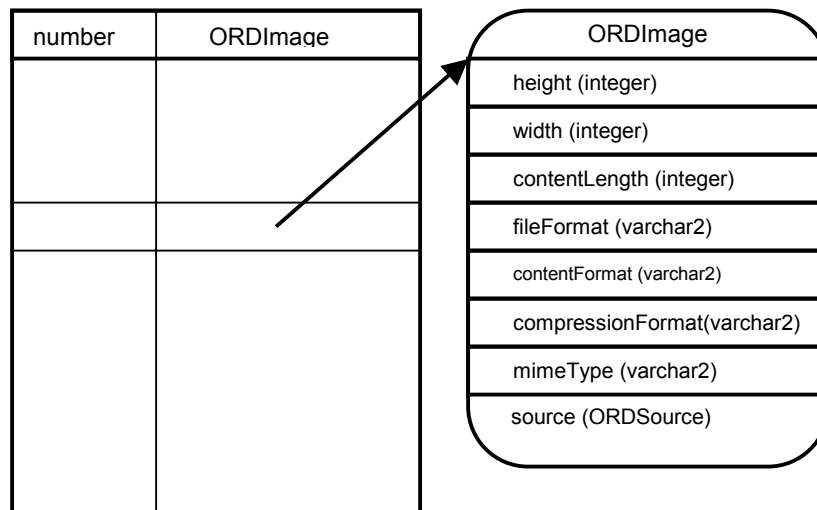 number ORDImage
ORDImage
height (integer)
width (integer)
contentLength (integer)
fileFormat (varchar2)
contentFormat (varchar2)
compressionFormat(varchar2)
mimeType (varchar2)
source (ORDSource)